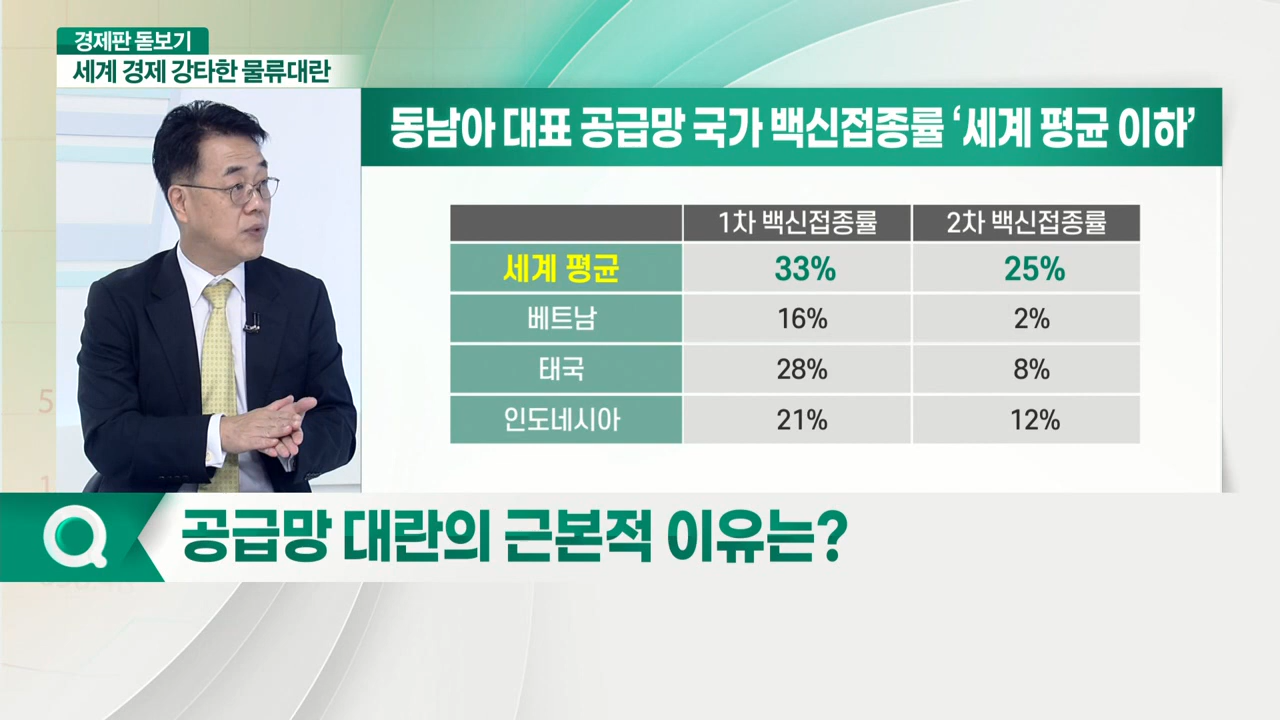 경제판 돋보기
세계 경제 강타한 물류대란
동남아 대표 공급망 국가 백신접종률 ‘세계 평균 이하’
1차 백신접종률 2차 백신접종률
세계 평균 33% 25%
베트남 16% 2%
태국 28% 8%
인도네시아 21% 12%
5
1
Q 공급망 대란의 근본적 이유는?